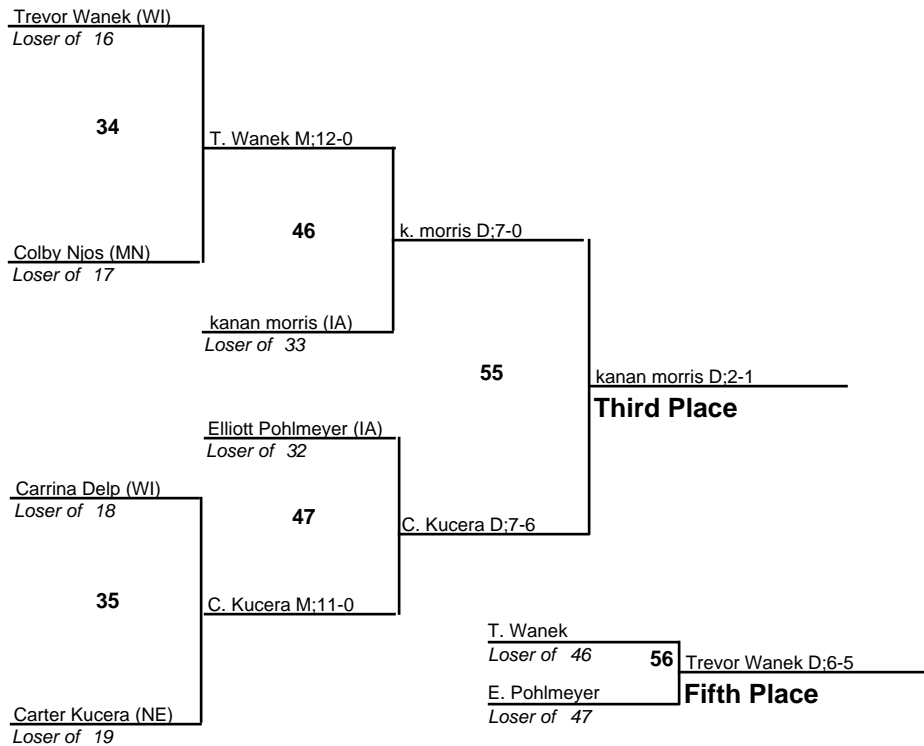 Trevor Wanek (WI)
Loser of 16
34
T. Wanek M;12-0
Colby Njos (MN)
Loser of 17
46
k. morris D;7-0
kanan morris (IA)
Loser of 33
55
kanan morris D;2-1
Third Place
Elliott Pohlmeyer (IA)
Loser of 32
Carrina Delp (WI)
Loser of 18
47
C. Kucera D;7-6
35
C. Kucera M;11-0
Carter Kucera (NE)
Loser of 19
T. Wanek
Loser of 46
56
Trevor Wanek D;6-5
Fifth Place
E. Pohlmeyer
Loser of 47